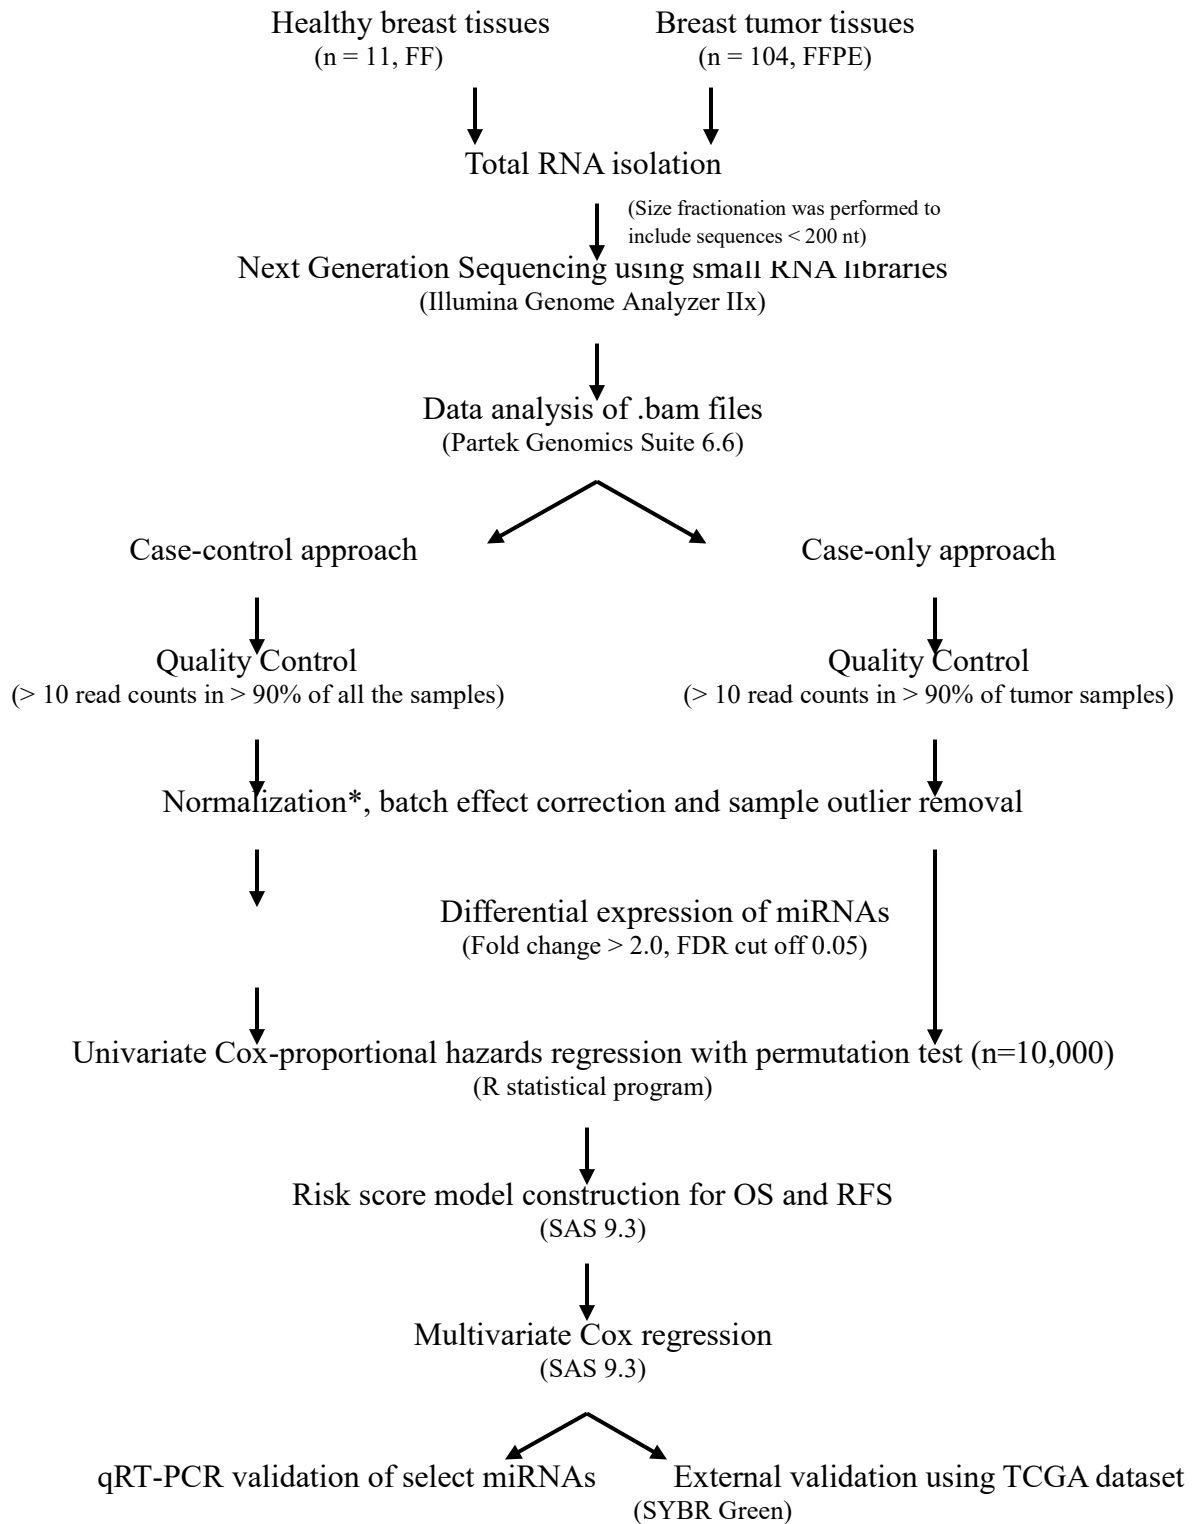 Healthy breast tissues
(n = 11, FF)
Breast tumor tissues
(n = 104, FFPE)
Total RNA isolation
(Size fractionation was performed to
include sequences < 200 nt)
Next Generation Sequencing using small RNA libraries
(Illumina Genome Analyzer IIx)
Data analysis of .bam files
(Partek Genomics Suite 6.6)
Case-control approach
Case-only approach
Quality Control
(> 10 read counts in > 90% of all the samples)
Quality Control
(> 10 read counts in > 90% of tumor samples)
Normalization*, batch effect correction and sample outlier removal
Differential expression of miRNAs
(Fold change > 2.0, FDR cut off 0.05)
Univariate Cox-proportional hazards regression with permutation test (n=10,000)
(R statistical program)
Risk score model construction for OS and RFS
(SAS 9.3)
Multivariate Cox regression
(SAS 9.3)
qRT-PCR validation of select miRNAs
External validation using TCGA dataset
(SYBR Green)